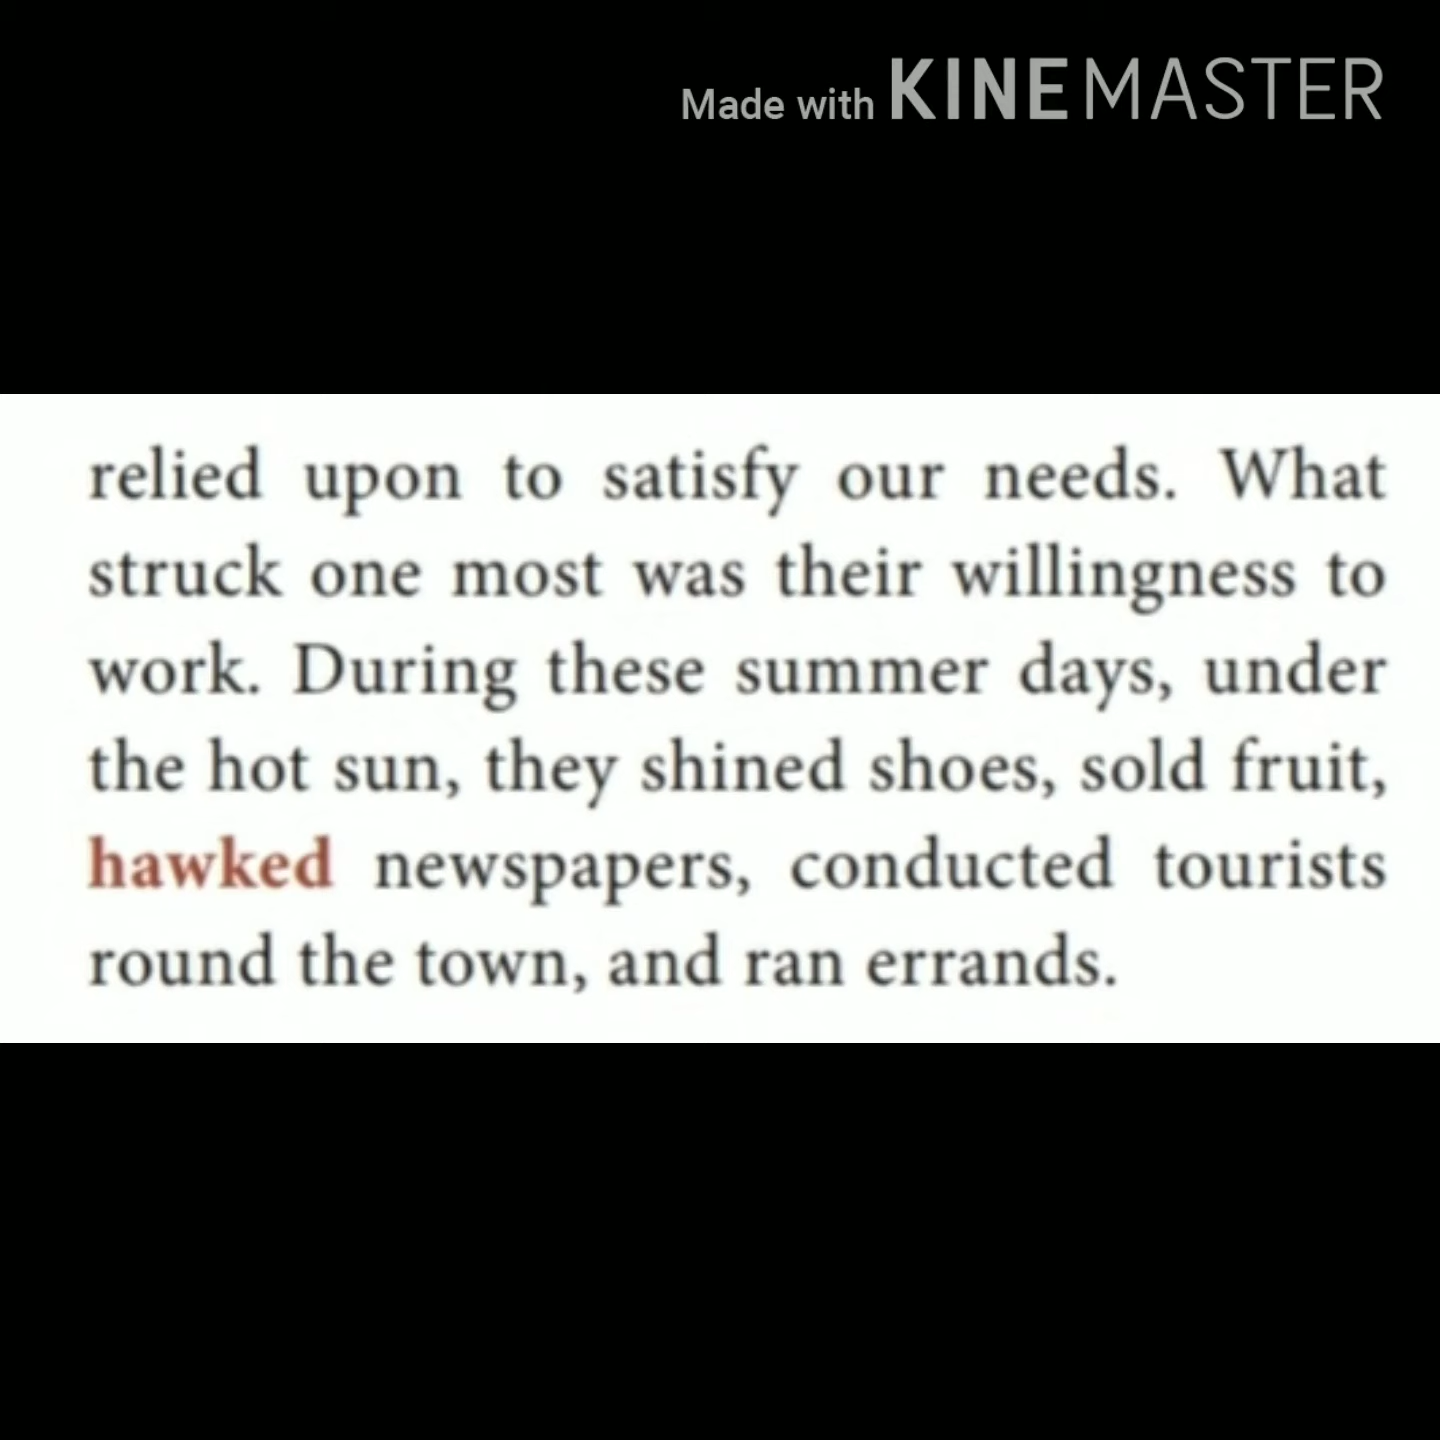 Made with KINEMASTER
relied upon to satisfy our needs. What
struck one most was their willingness to
work. During these summer days, under
the hot sun, they shined shoes, sold fruit,
hawked newspapers, conducted tourists
round the town, and ran errands.